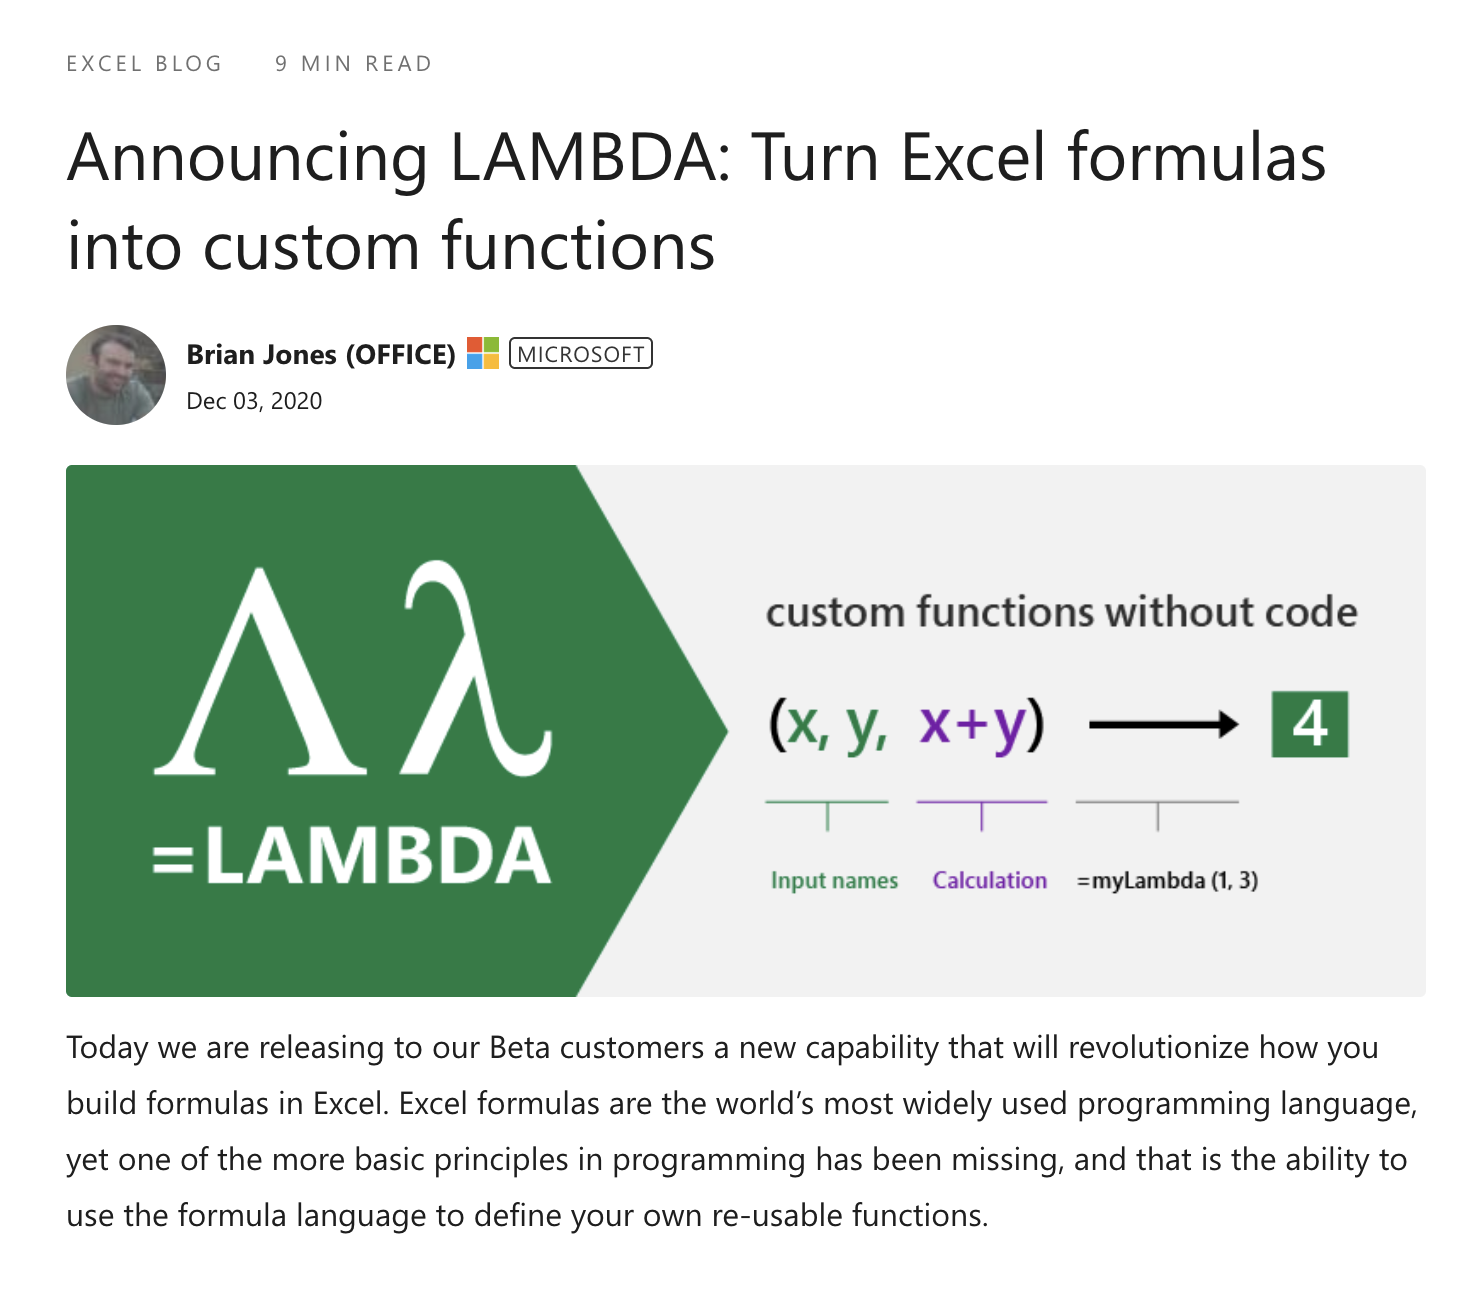 EXCEL BLOG 9 MIN READ
Announcing LAMBDA: Turn Excel formulas
into custom functions
Brian Jones (OFFICE) MICROSOFT
Dec 03, 2020
Λλ
=LAMBDA
custom functions without code
(x, y, x+y) 4
Input names Calculation =myLambda (1, 3)
Today we are releasing to our Beta customers a new capability that will revolutionize how you
build formulas in Excel. Excel formulas are the world’s most widely used programming language,
yet one of the more basic principles in programming has been missing, and that is the ability to
use the formula language to define your own re-usable functions.